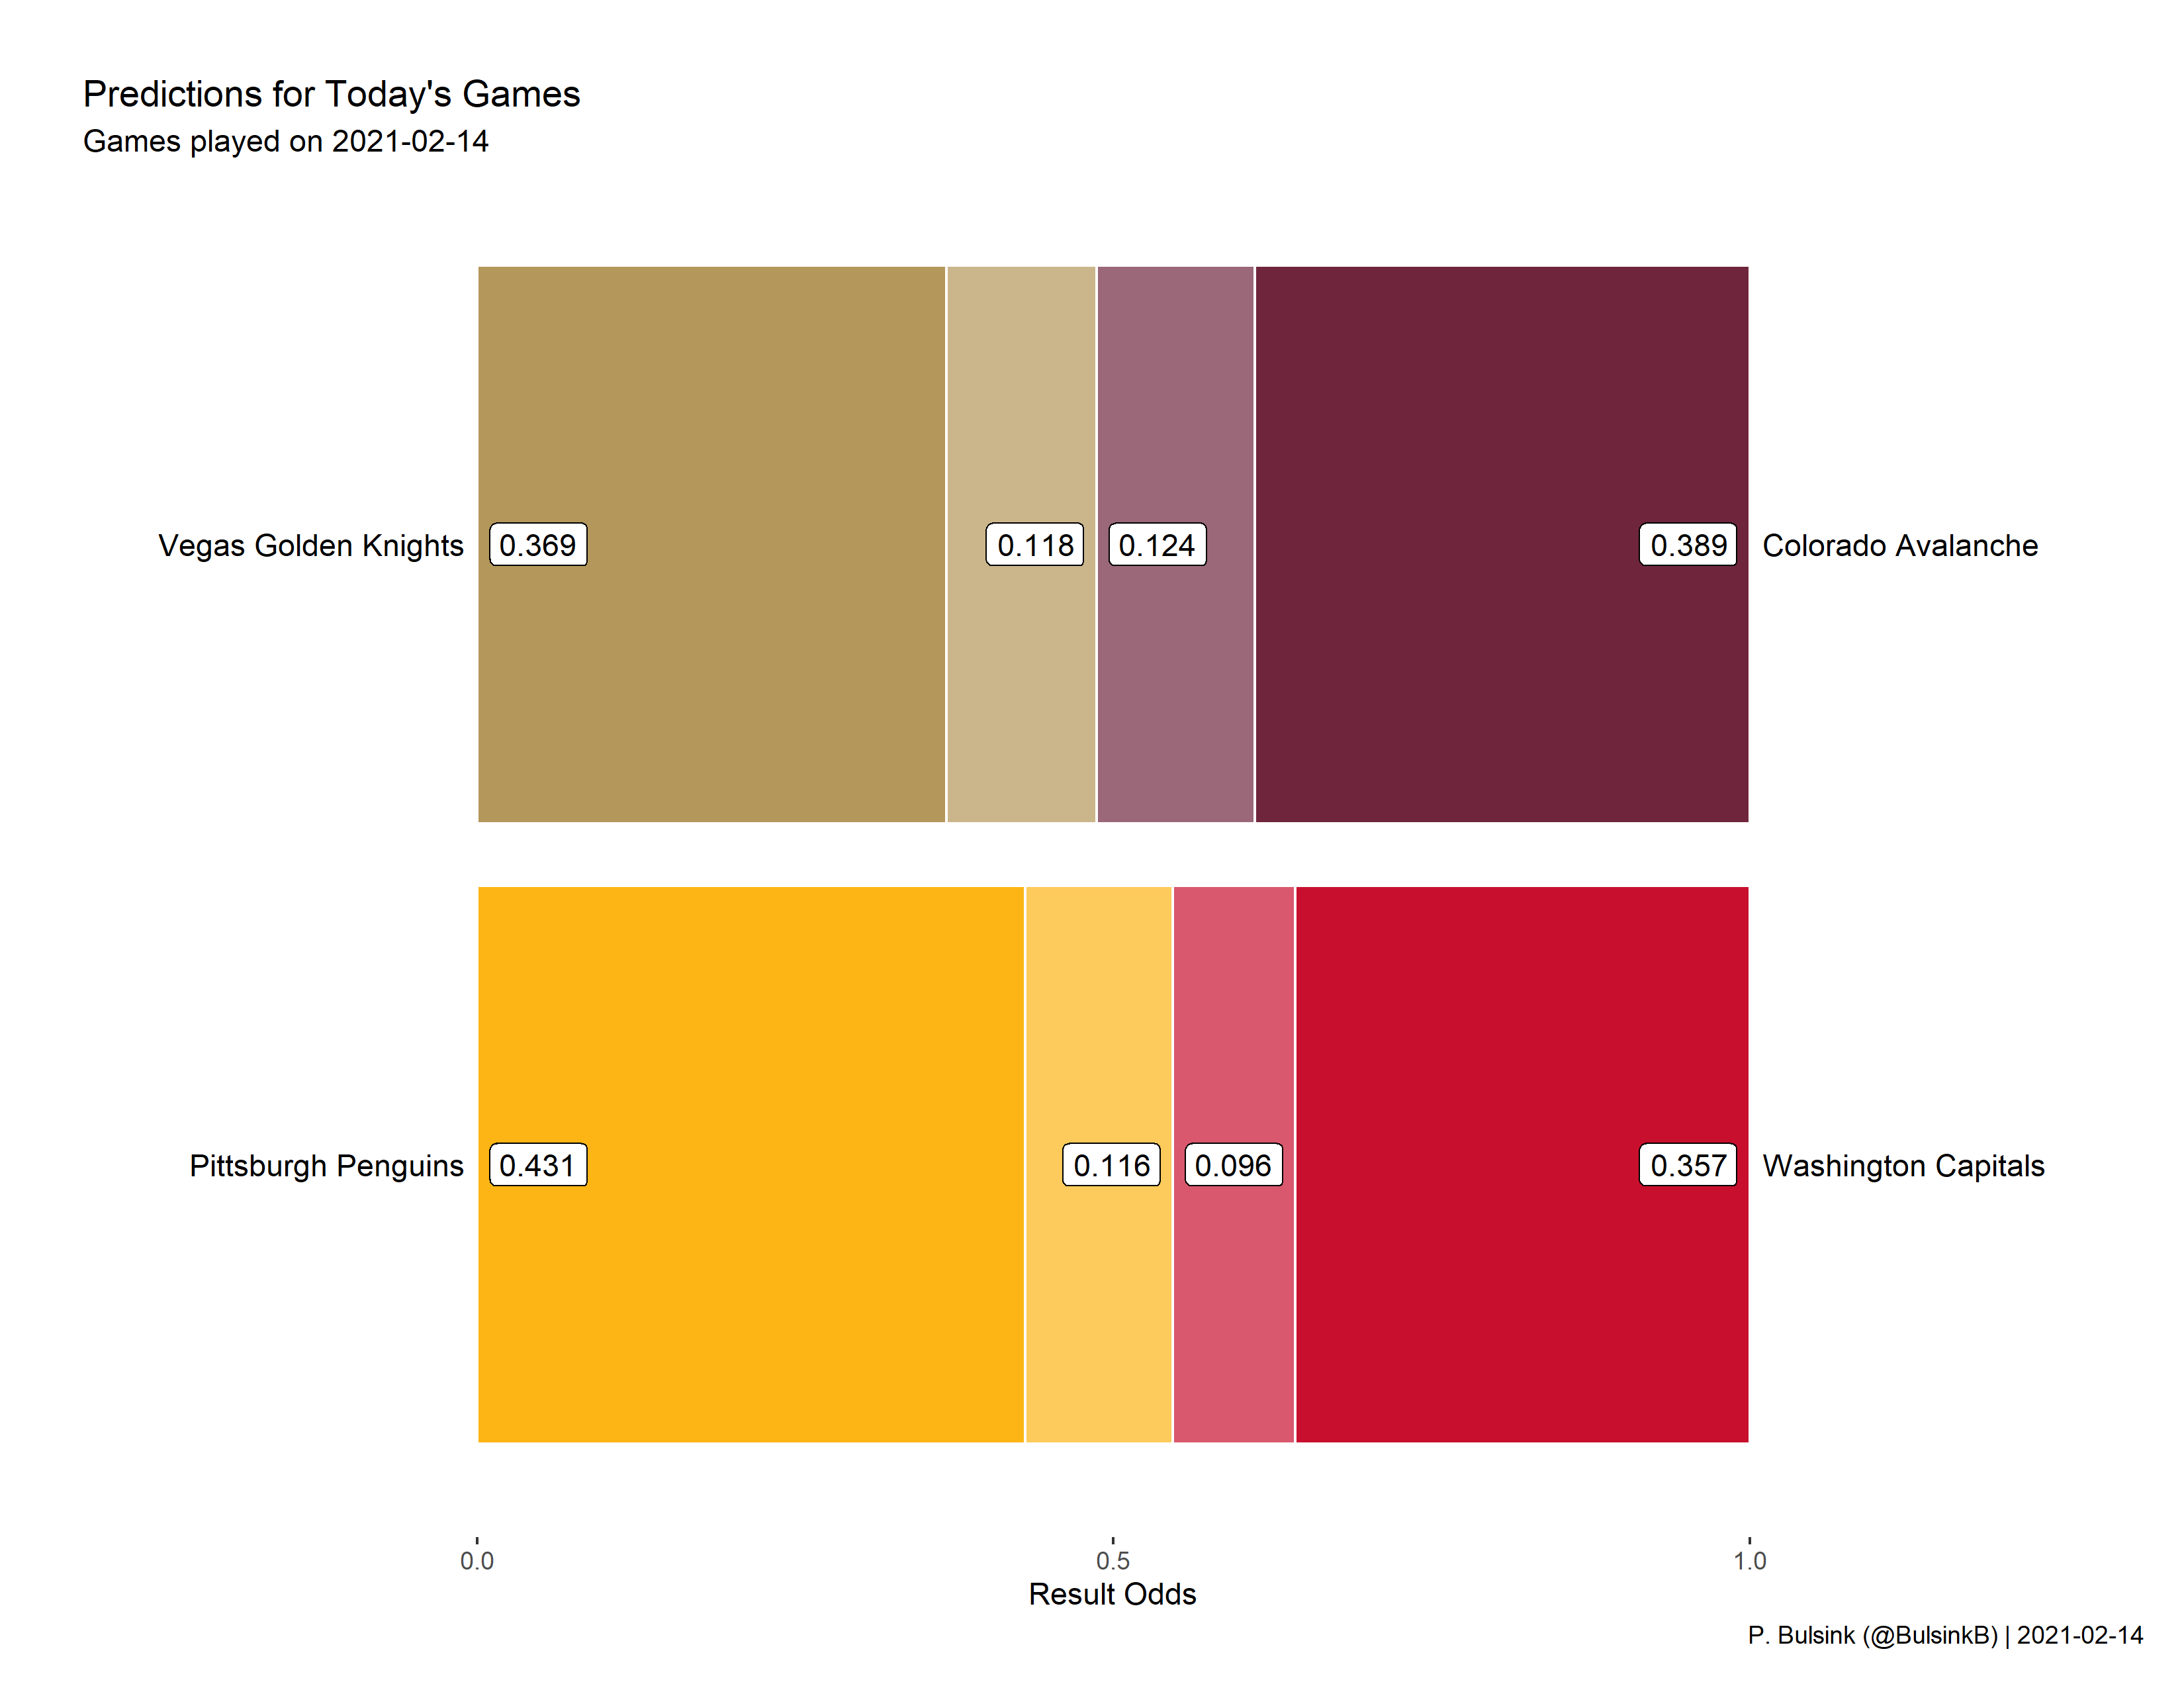 Predictions for Today's Games
Games played on 2021-02-14
Vegas Golden Knights 0.369 0.118 0.124 0.389 Colorado Avalanche
Pittsburgh Penguins 0.431 0.116 0.096 0.357 Washington Capitals
0.0 0.5 1.0
Result Odds
P. Bulsink (@BulsinkB) | 2021-02-14